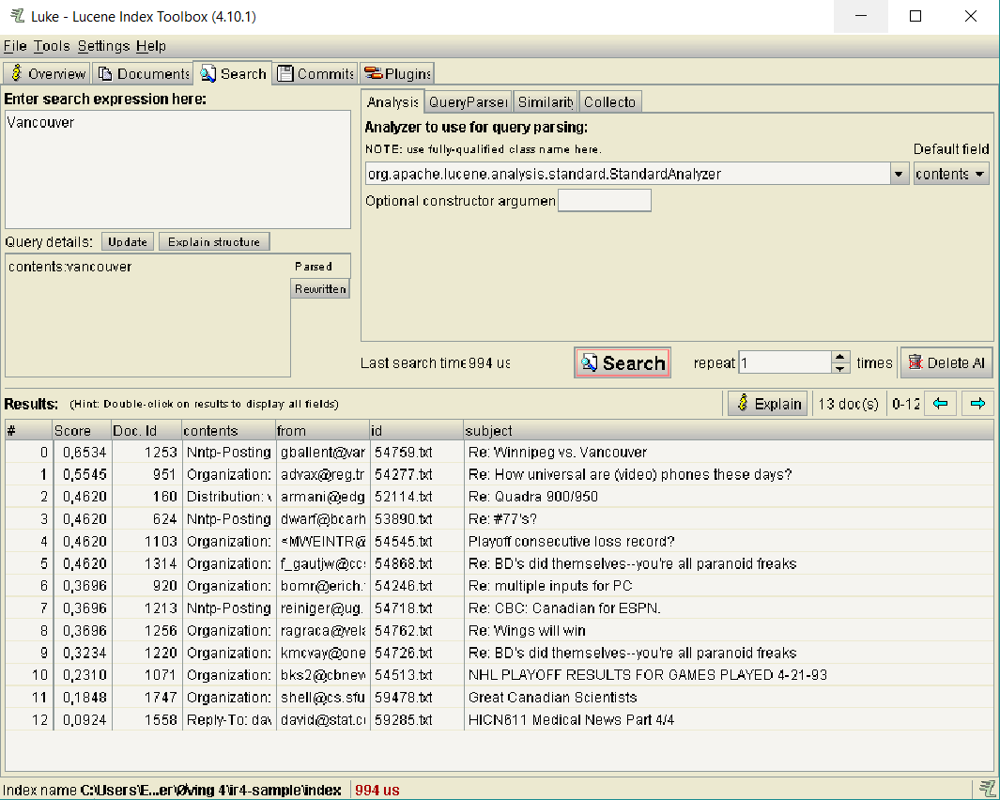 Luke - Lucene Index Toolbox (4.10.1)
File Tools Settings Help
Overview Documents Search Commits Plugins
Enter search expression here:
Vancouver
Query details: Update Explain structure
contents:vancouver
Parsed
Rewritten
Analysis QueryParser Similarity Collecto
Analyzer to use for query parsing:
NOTE: use fully-qualified class name here. Default field
org.apache.lucene.analysis.standard.StandardAnalyzer contents
Optional constructor argumen
Last search time 994 us Search repeat 1 times Delete Al
Results: (Hint: Double-click on results to display all fields) Explain 13 doc(s) 0-12
# Score Doc. Id contents from id subject
0 0,6534 1253 Nntp-Posting gballent@var 54759.txt Re: Winnipeg vs. Vancouver
1 0,5545 951 Organization: advax@reg.tr 54277.txt Re: How universal are (video) phones these days?
2 0,4620 160 Distribution: armani@edg 52114.txt Re: Quadra 900/950
3 0,4620 624 Nntp-Posting dwarf@bcarh 53890.txt Re: #77's?
4 0,4620 1103 Organization: <MWEINTR@ 54545.txt Playoff consecutive loss record?
5 0,4620 1314 Organization: f_gautjw@cc 54868.txt Re: BD's did themselves--you're all paranoid freaks
6 0,3696 920 Organization: bomr@erich. 54246.txt Re: multiple inputs for PC
7 0,3696 1213 Nntp-Posting reiniger@ug. 54718.txt Re: CBC: Canadian for ESPN.
8 0,3696 1256 Organization: ragraca@vela 54762.txt Re: Wings will win
9 0,3234 1220 Organization: kmcvay@one 54726.txt Re: BD's did themselves--you're all paranoid freaks
10 0,2310 1071 Organization: bks2@cbnew 54513.txt NHL PLAYOFF RESULTS FOR GAMES PLAYED 4-21-93
11 0,1848 1747 Organization: shell@cs.sfu 59478.txt Great Canadian Scientists
12 0,0924 1558 Reply-To: dav david@stat.c 59285.txt HICN611 Medical News Part 4/4
Index name C:\Users\E...er\Øving 4\ir4-sample\index 994 us